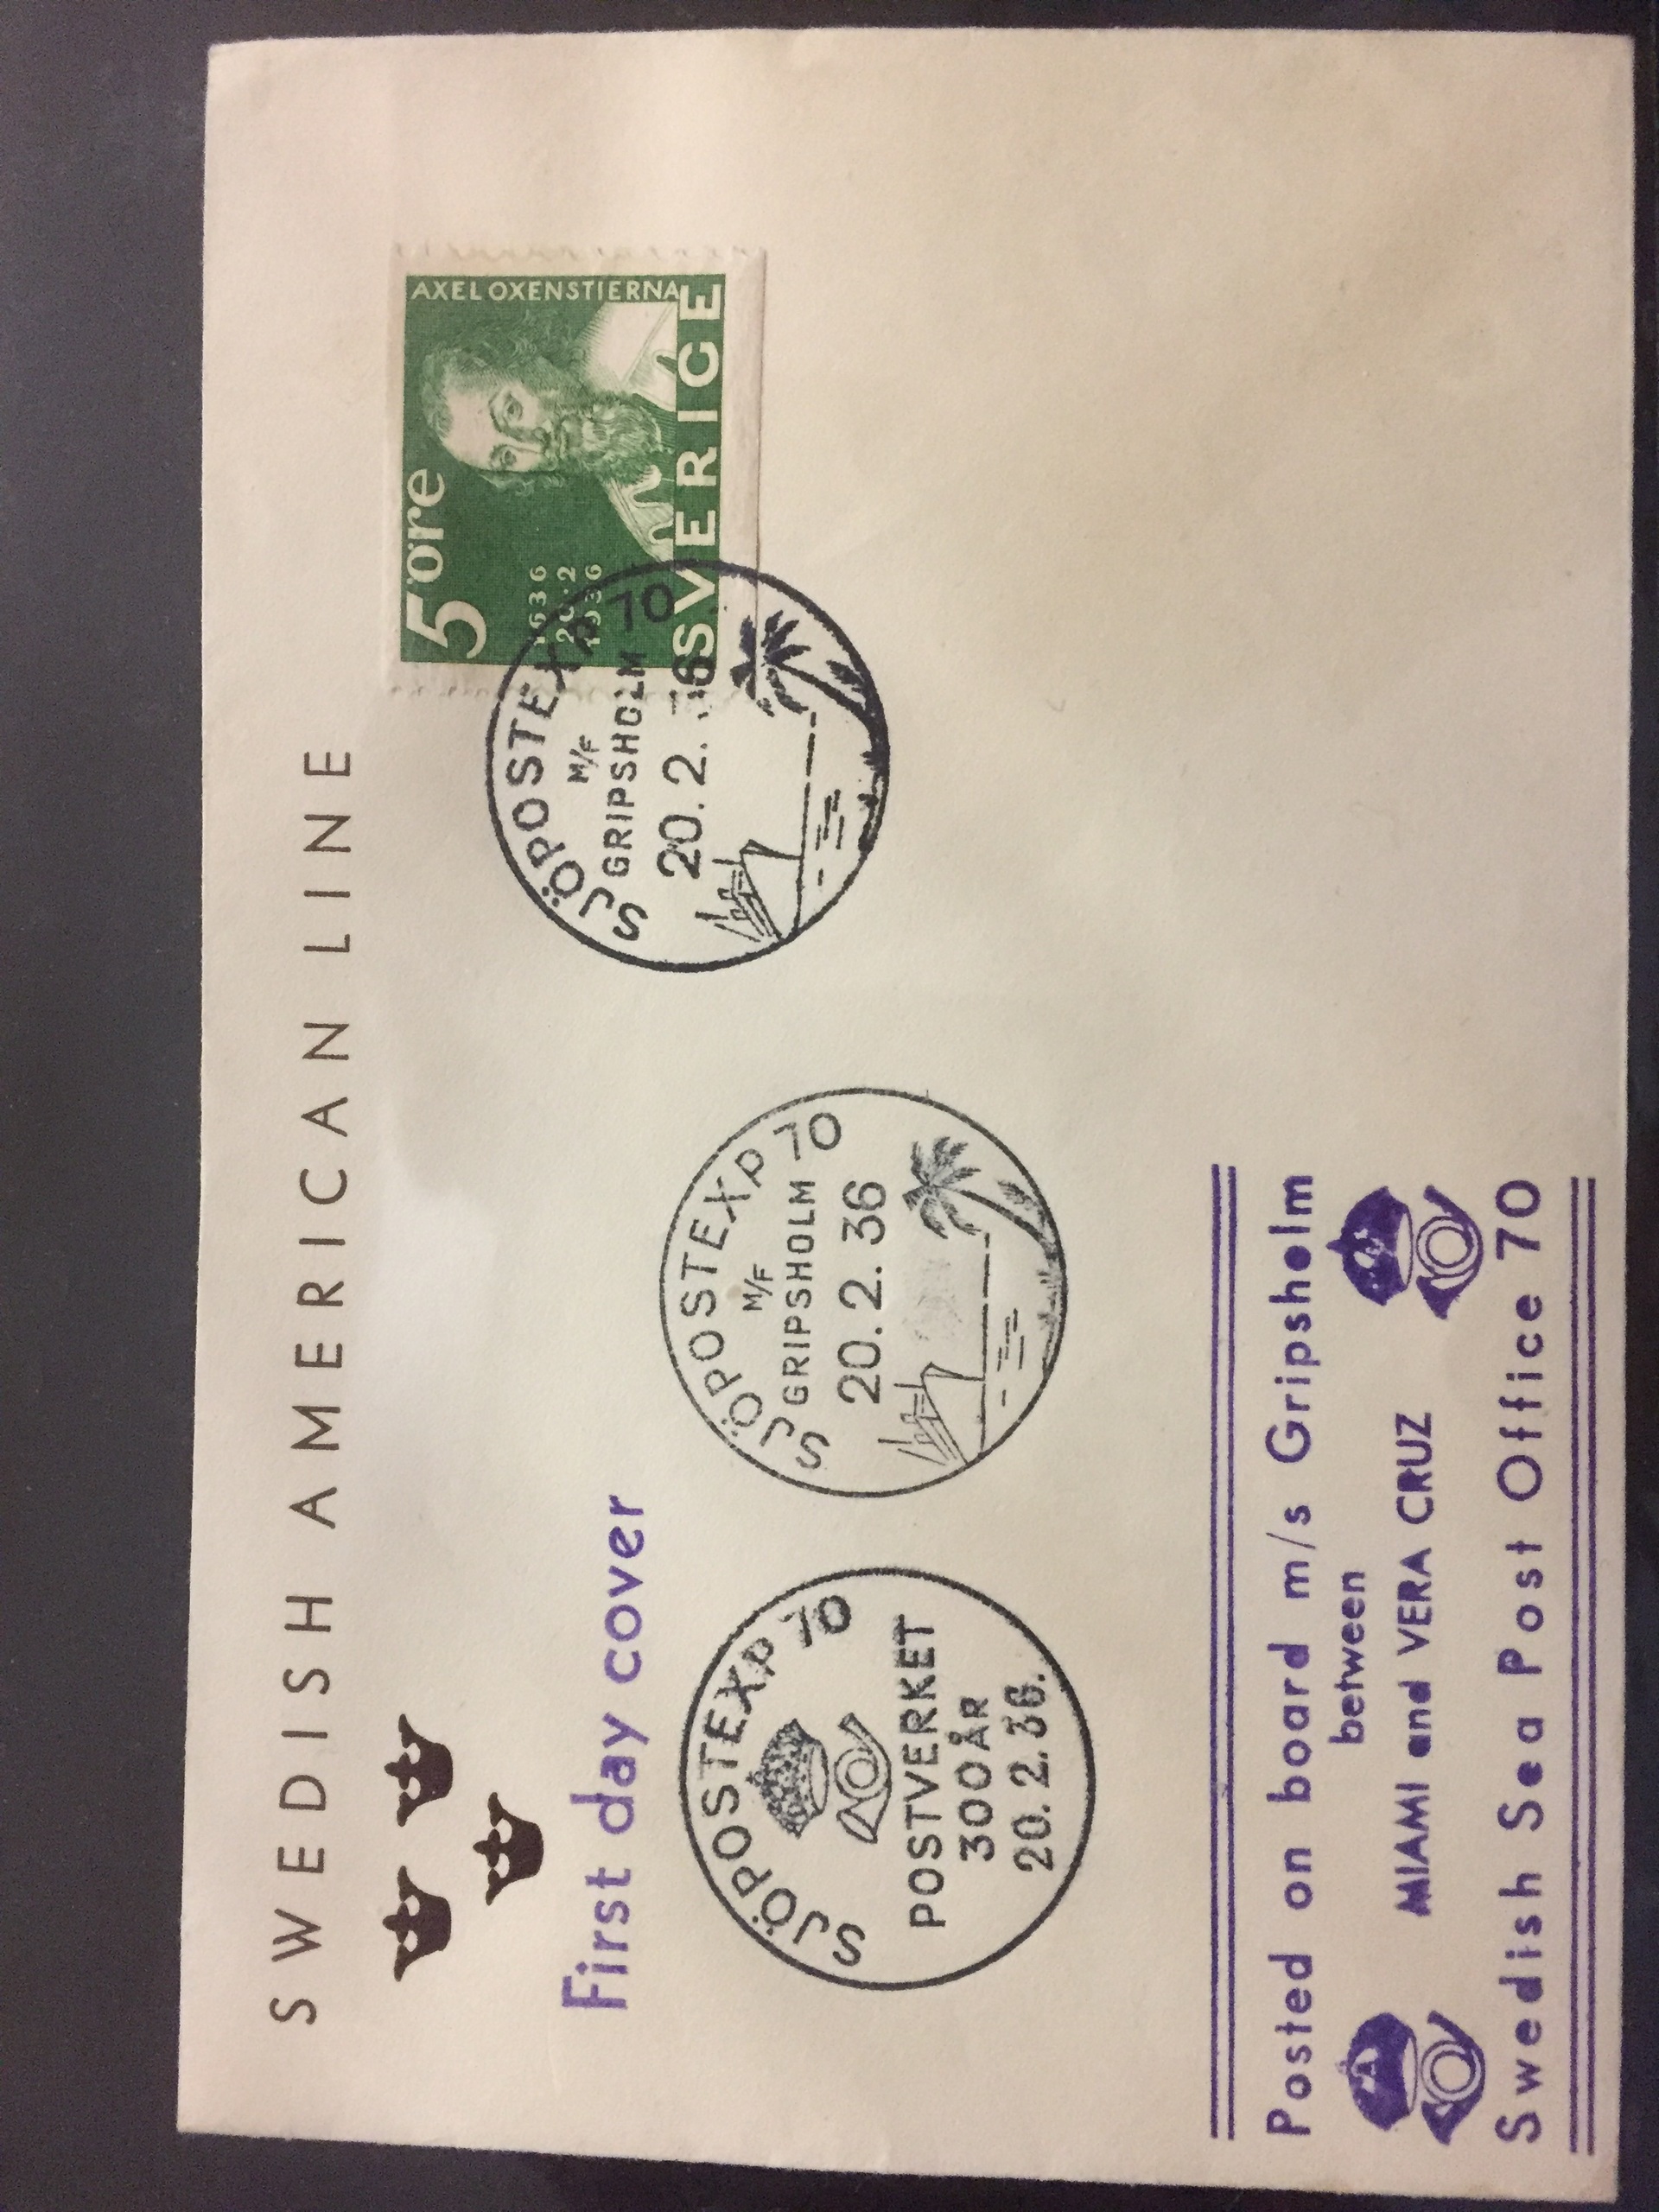 SWEDISH AMERICAN LINE
5 öre
1636
20.2
1936
AXEL OXENSTIERNA
SVERIGE
SJÖPOSTEXP 70
M/F
GRIPSHOLM
20.2.36
First day cover
SJÖPOSTEXP 70
POSTVERKET
300 ÅR
20.2.36.
SJÖPOSTEXP 70
M/F
GRIPSHOLM
20.2.36
Posted on board m/s Gripsholm
between
MIAMI and VERA CRUZ
Swedish Sea Post Office 70